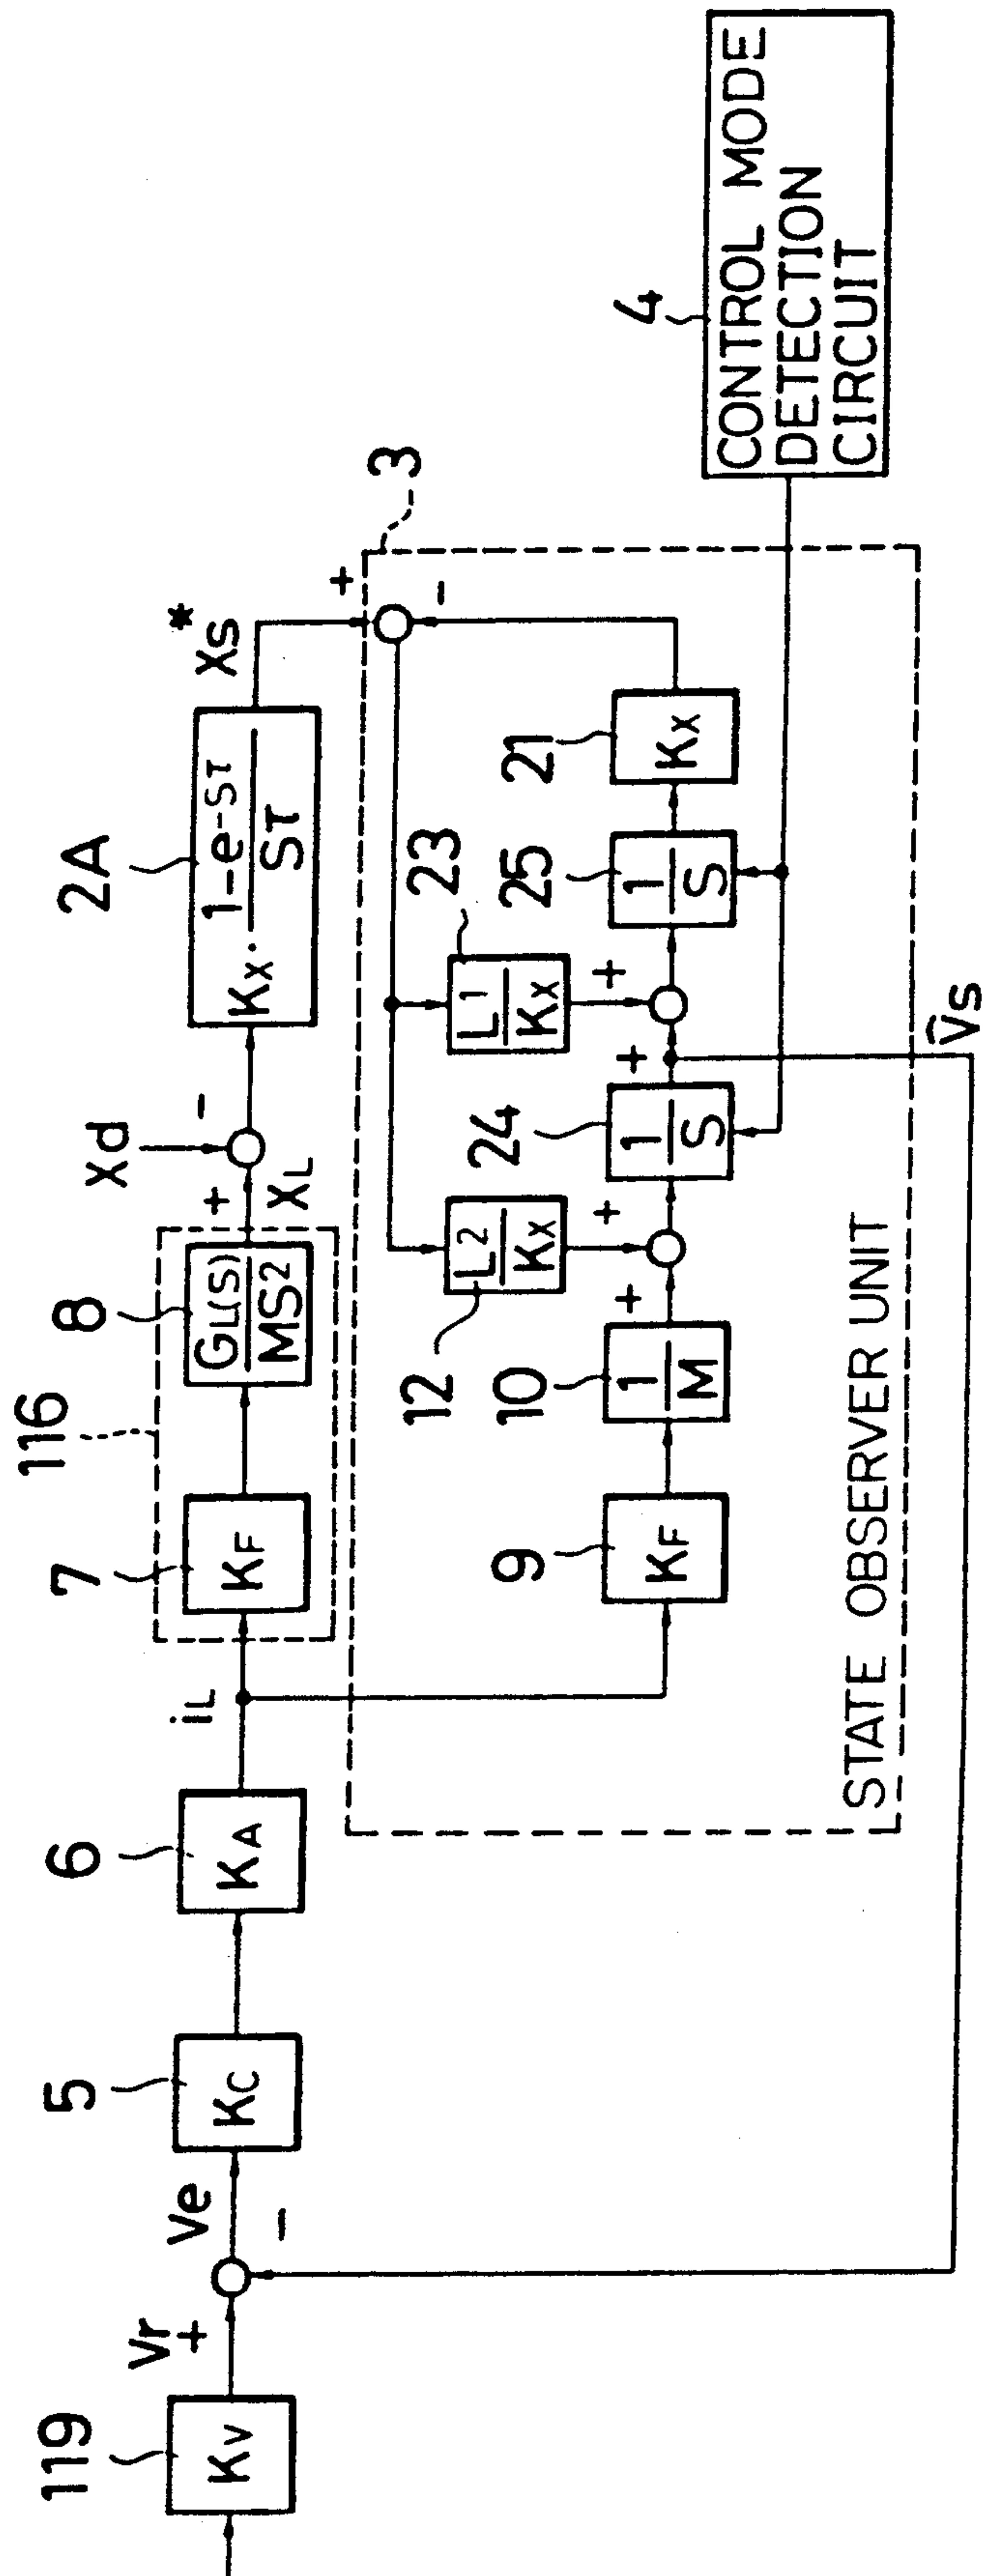 119
Kv
Vr
+
Ve
-
5
Kc
6
KA
iL
116
7
KF
8
GL(S)
MS2
+
XL
Xd
-
2A
Kx · 1-e-Sτ
Sτ
Xs*
+
-
3
9
KF
10
1
M
+
12
L2
Kx
+
24
1
S
+
23
L1
Kx
+
25
1
S
21
Kx
V̂s
STATE OBSERVER UNIT
4
CONTROL MODE
DETECTION
CIRCUIT